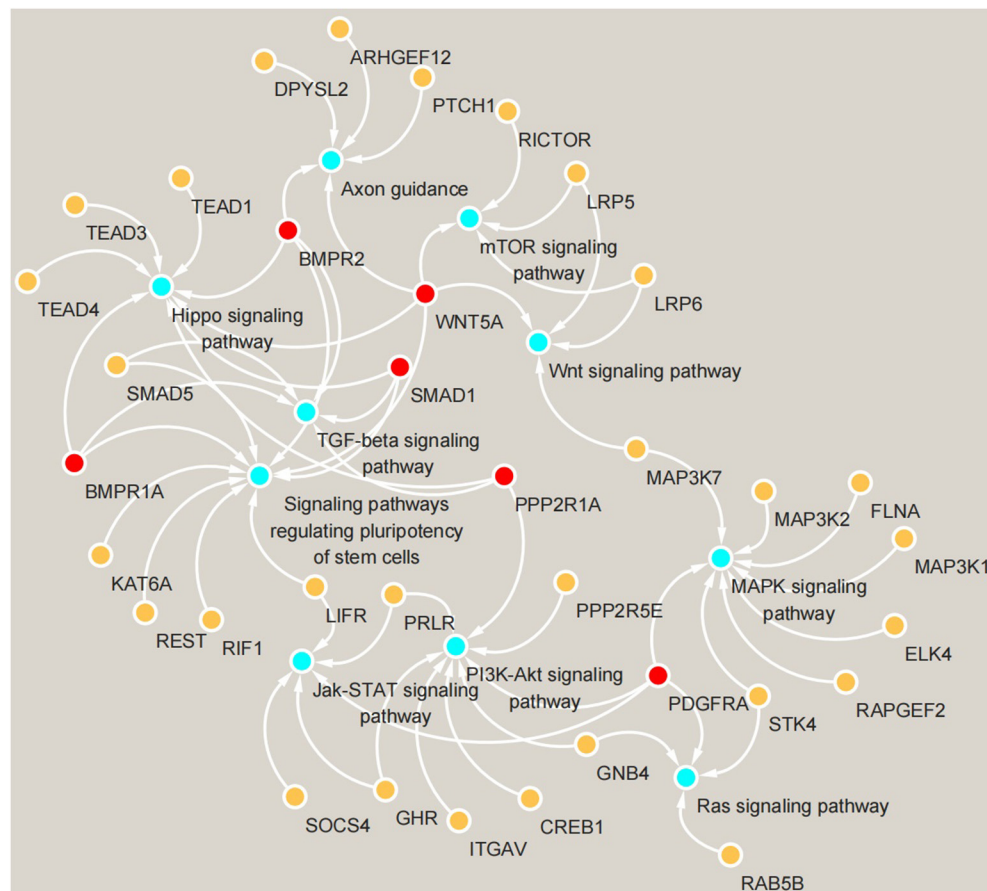 ARHGEF12
DPYSL2
PTCH1
RICTOR
Axon guidance
LRP5
TEAD1
TEAD3
mTOR signaling
pathway
BMPR2
TEAD4
LRP6
Hippo signaling
pathway
WNT5A
Wnt signaling pathway
SMAD5
SMAD1
TGF-beta signaling
pathway
MAP3K7
BMPR1A
Signaling pathways
regulating pluripotency
of stem cells
PPP2R1A
MAP3K2
FLNA
MAP3K1
KAT6A
MAPK signaling
pathway
REST
RIF1
LIFR
PRLR
PPP2R5E
ELK4
Jak-STAT signaling
pathway
PI3K-Akt signaling
pathway
PDGFRA
STK4
RAPGEF2
GNB4
Ras signaling pathway
SOCS4
GHR
ITGAV
CREB1
RAB5B